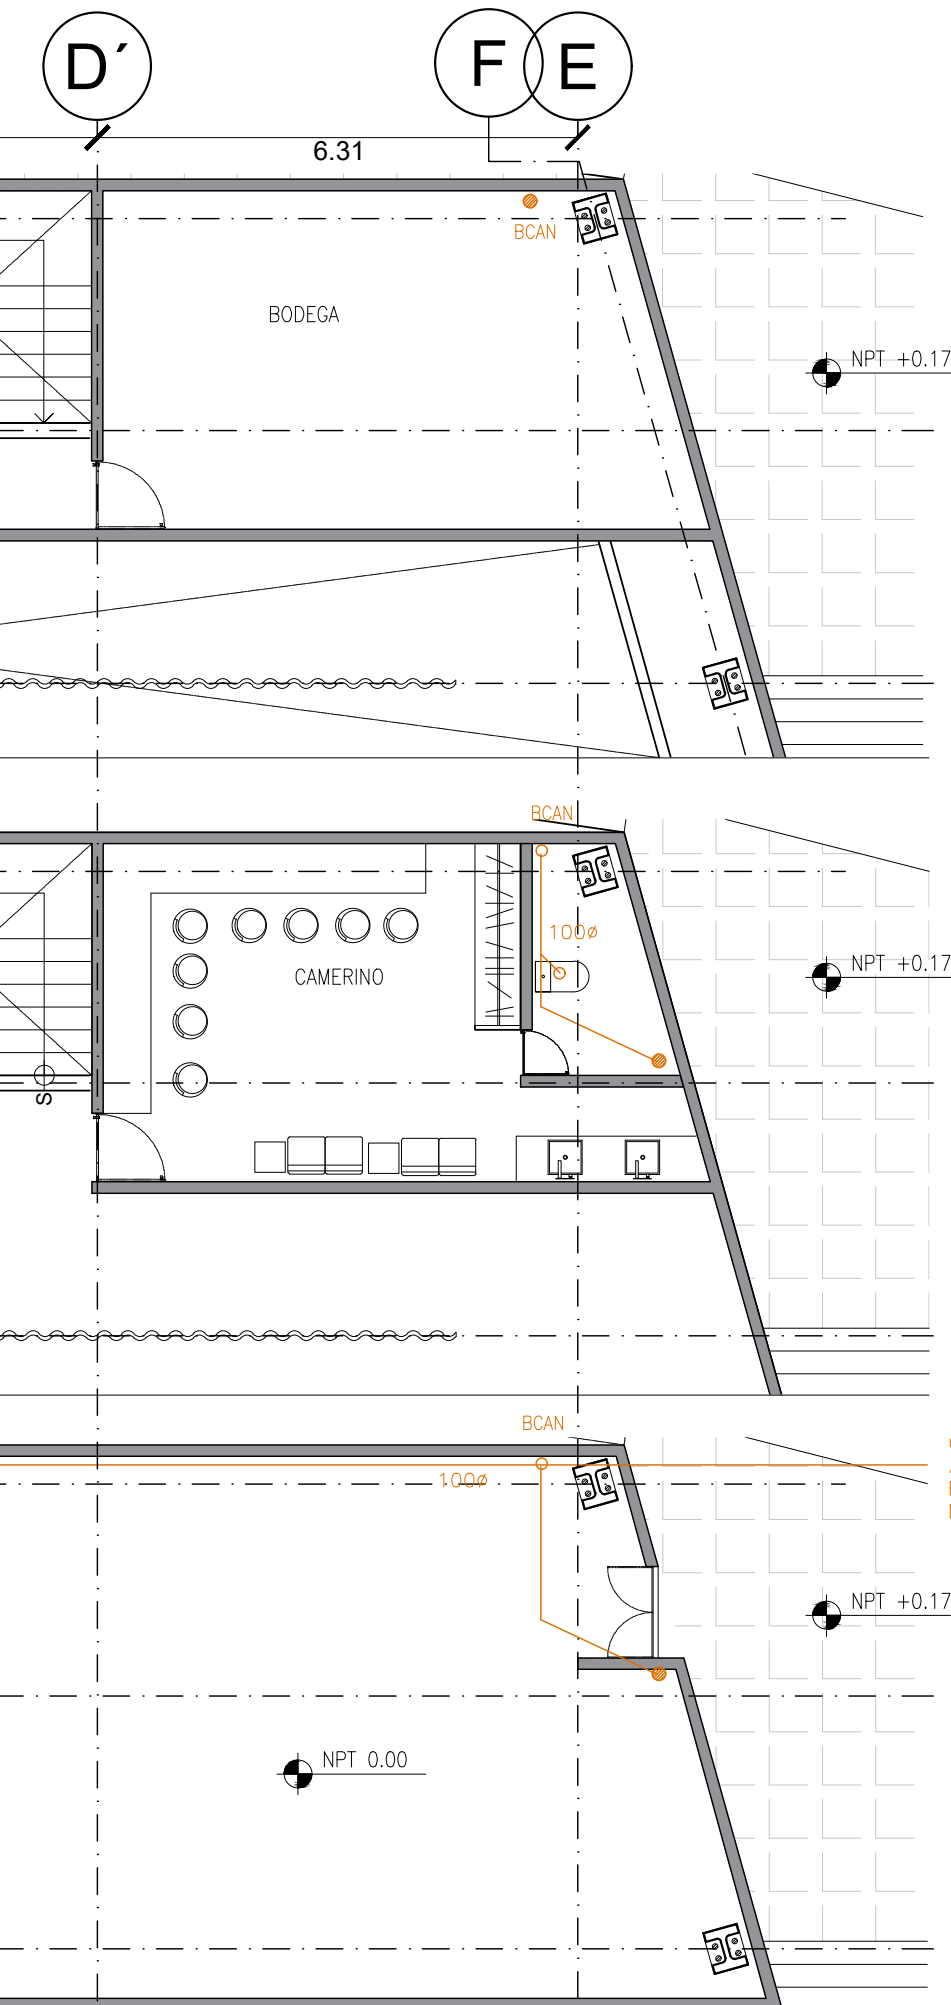 D´
F
E
6.31
BCAN
BODEGA
NPT +0.17
BCAN
100ø
NPT +0.17
CAMERINO
S
BCAN
100ø
NPT +0.17
NPT 0.00